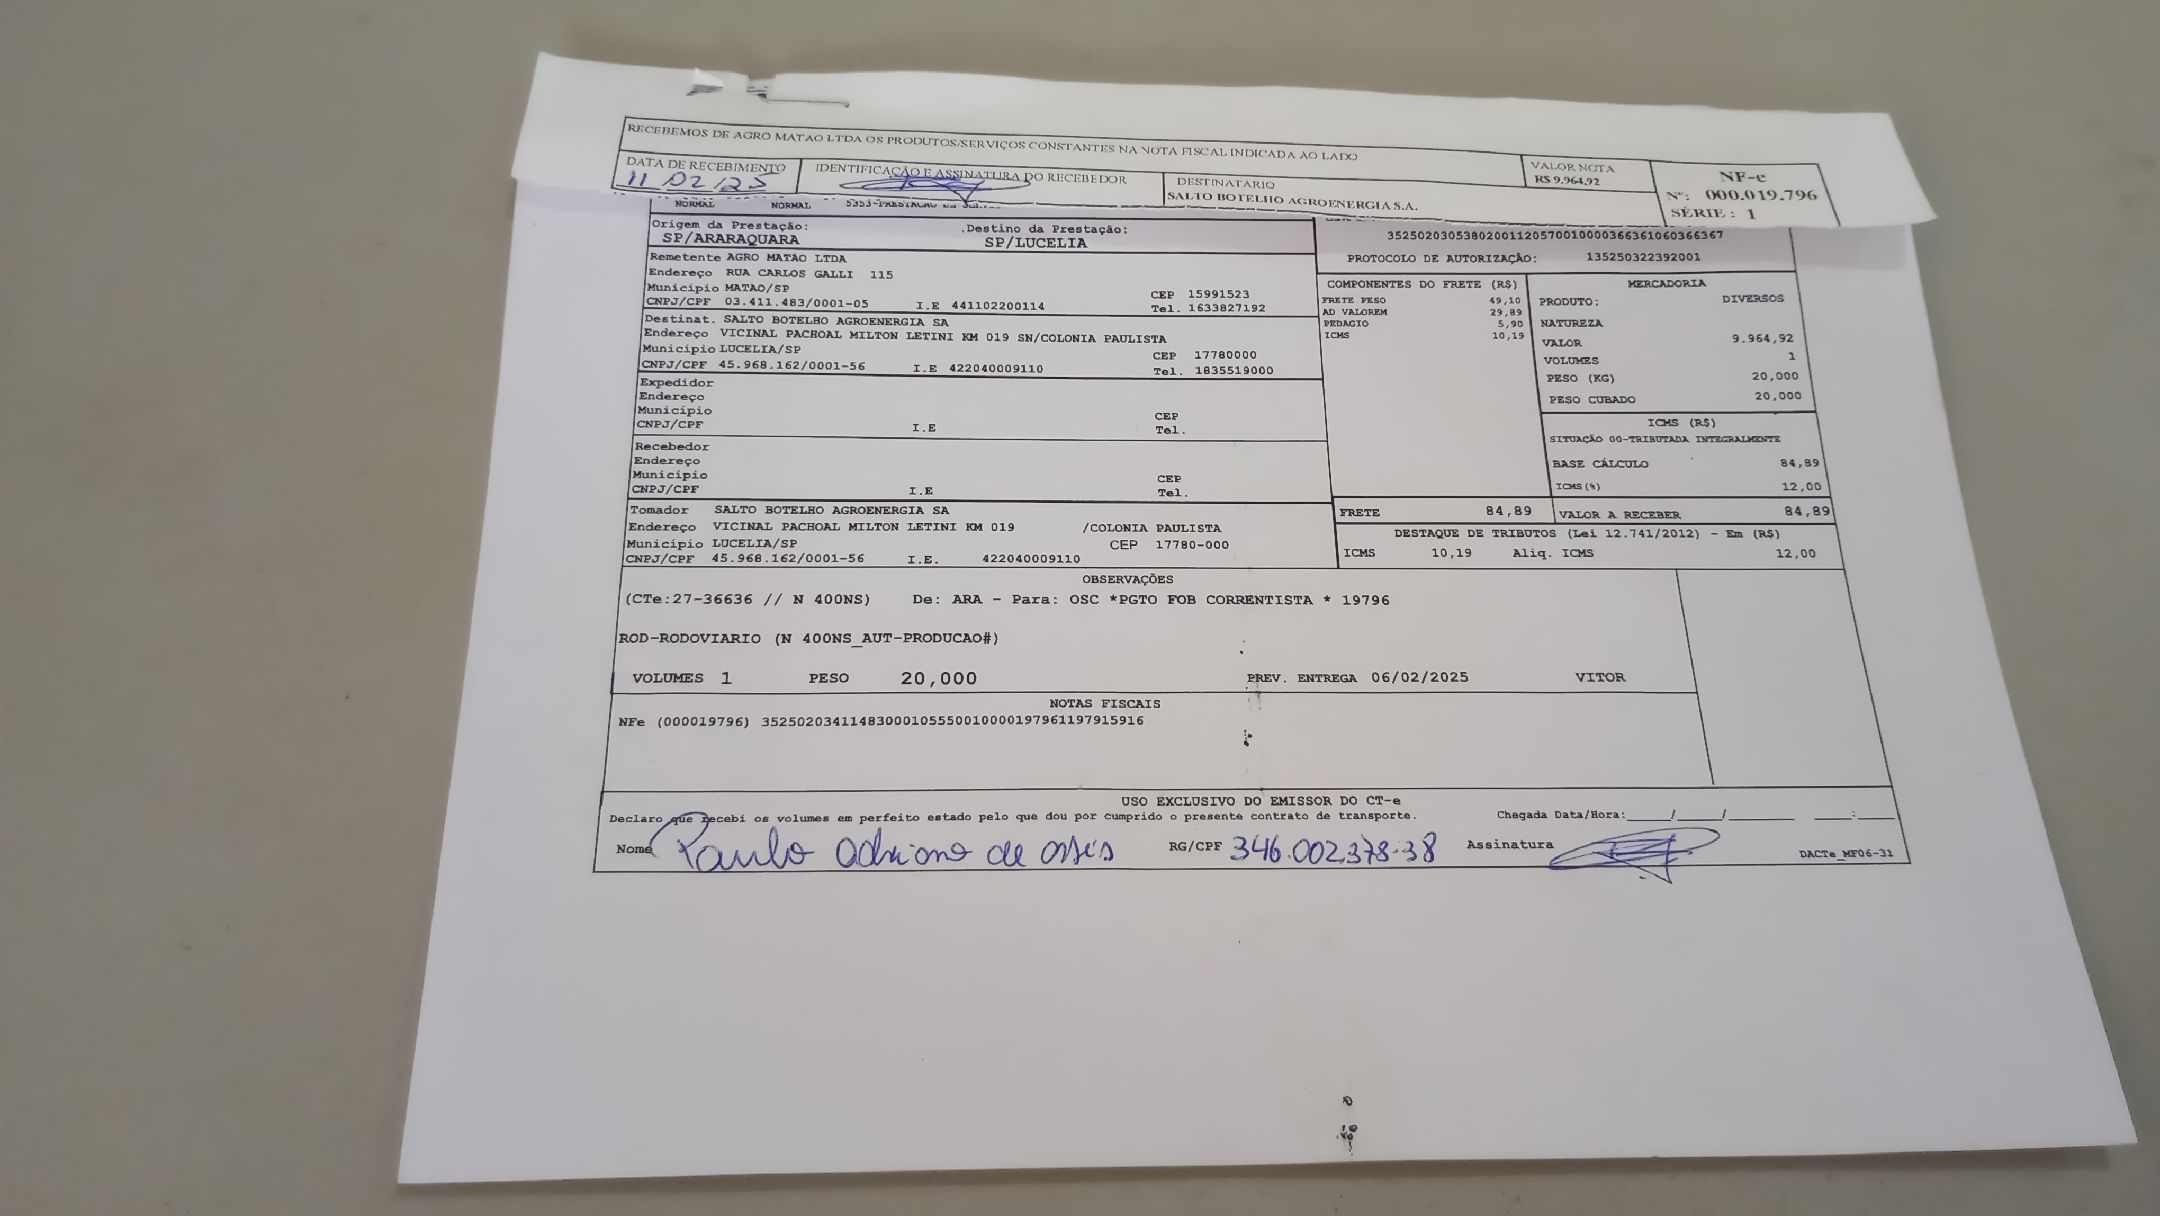 RECEBEMOS DE AGRO MATAO LTDA OS PRODUTOS/SERVIÇOS CONSTANTES NA NOTA FISCAL INDICADA AO LADO
DATA DE RECEBIMENTO
11 02/25
IDENTIFICAÇÃO E ASSINATURA DO RECEBEDOR
DESTINATÁRIO
SALTO BOTELHO AGROENERGIA S.A.
VALOR NOTA
R$ 9.964,92
NF-e
Nº: 000.019.796
SÉRIE: 1
NORMAL NORMAL
Origem da Prestação: Destino da Prestação:
SP/ARARAQUARA SP/LUCELIA
35250203053802001120570010000366361060366367
PROTOCOLO DE AUTORIZAÇÃO: 135250322392001
Remetente AGRO MATAO LTDA
Endereço RUA CARLOS GALLI 115
Município MATAO/SP CEP 15991523
CNPJ/CPF 03.411.483/0001-05 I.E 441102200114 Tel. 1633827192
Destinat. SALTO BOTELHO AGROENERGIA SA
Endereço VICINAL PACHOAL MILTON LETINI KM 019 SN/COLONIA PAULISTA
Município LUCELIA/SP CEP 17780000
CNPJ/CPF 45.968.162/0001-56 I.E 422040009110 Tel. 1835519000
Expedidor
Endereço
Município CEP
CNPJ/CPF I.E Tel.
Recebedor
Endereço
Município CEP
CNPJ/CPF I.E Tel.
Tomador SALTO BOTELHO AGROENERGIA SA
Endereço VICINAL PACHOAL MILTON LETINI KM 019 /COLONIA PAULISTA
Município LUCELIA/SP CEP 17780-000
CNPJ/CPF 45.968.162/0001-56 I.E. 422040009110
COMPONENTES DO FRETE (R$)
FRETE PESO 49,10
AD VALOREM 29,89
PEDAGIO 5,90
ICMS 10,19
MERCADORIA
PRODUTO: DIVERSOS
NATUREZA
VALOR 9.964,92
VOLUMES 1
PESO (KG) 20,000
PESO CUBADO 20,000
ICMS (R$)
SITUAÇÃO 00-TRIBUTADA INTEGRALMENTE
BASE CÁLCULO 84,89
ICMS(%) 12,00
FRETE 84,89 VALOR A RECEBER 84,89
DESTAQUE DE TRIBUTOS (Lei 12.741/2012) - Em (R$)
ICMS 10,19 Aliq. ICMS 12,00
OBSERVAÇÕES
(CTe:27-36636 // N 400NS) De: ARA - Para: OSC *PGTO FOB CORRENTISTA * 19796
ROD-RODOVIARIO (N 400NS_AUT-PRODUCAO#)
VOLUMES 1 PESO 20,000 PREV. ENTREGA 06/02/2025 VITOR
NOTAS FISCAIS
NFe (000019796) 35250203411483000105550010000197961197915916
USO EXCLUSIVO DO EMISSOR DO CT-e
Declaro que recebi os volumes em perfeito estado pelo que dou por cumprido o presente contrato de transporte. Chegada Data/Hora:____/____/________ ____:____
Nome Paulo Adriano de Assis RG/CPF 346.002.378-38 Assinatura
DACTe_MF06-31